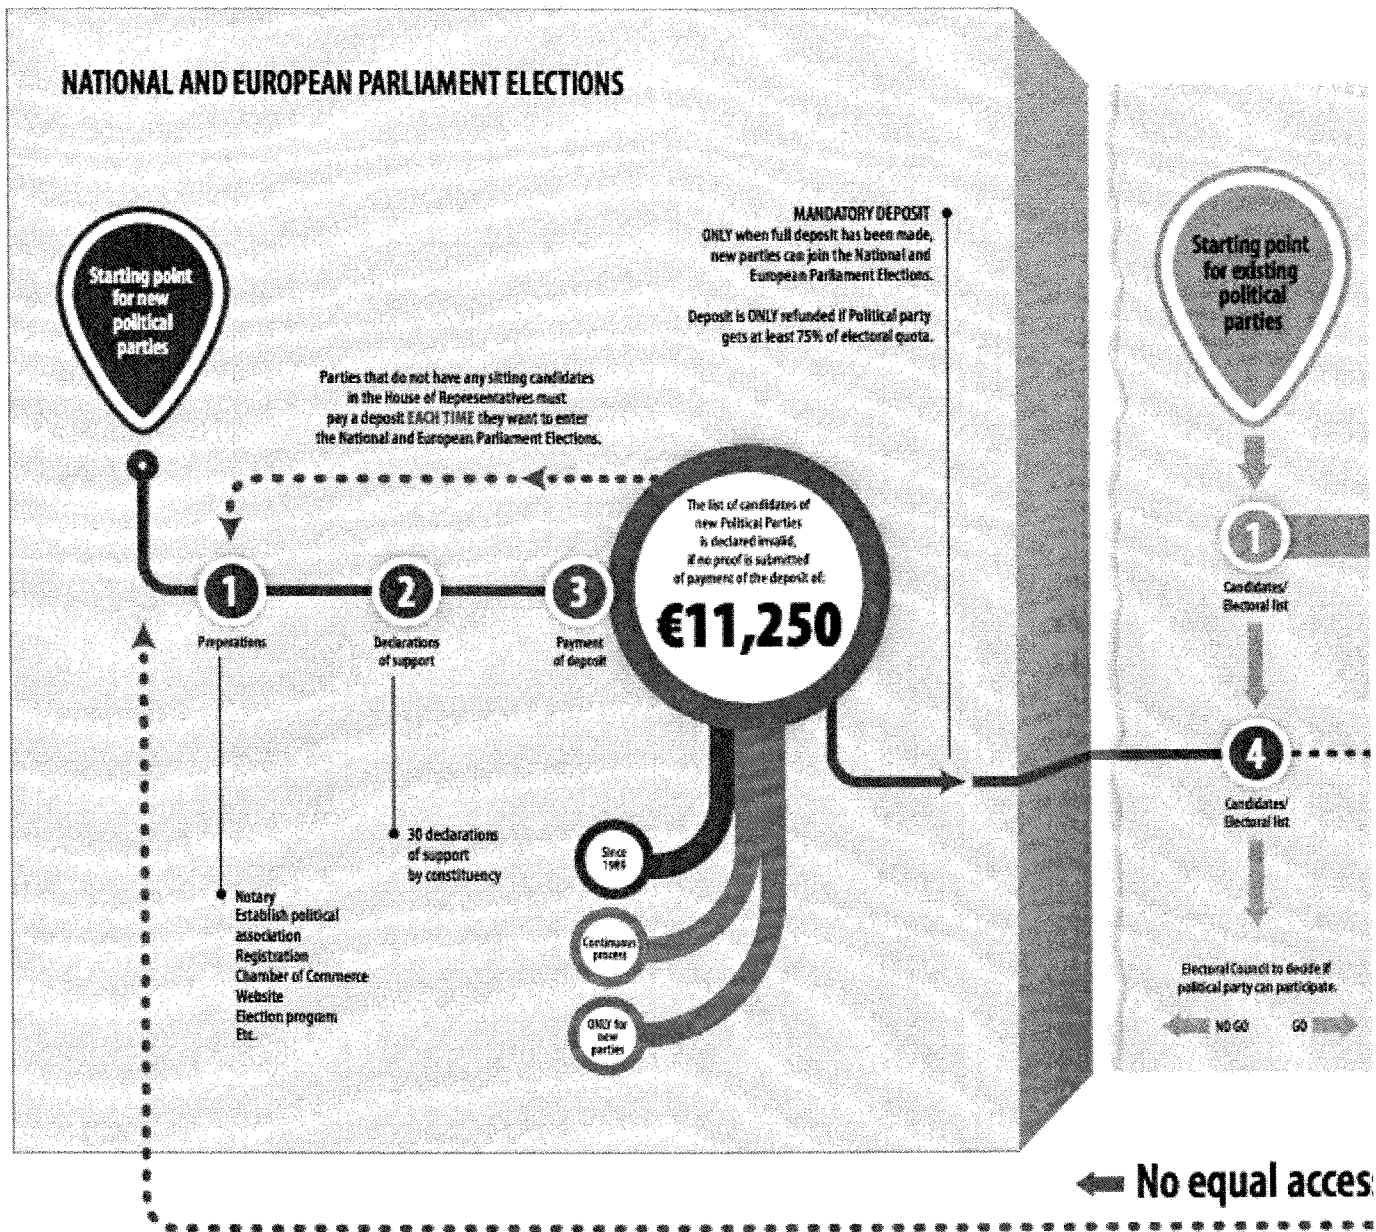 NATIONAL AND EUROPEAN PARLIAMENT ELECTIONS
Starting point
for new
political
parties
Parties that do not have any sitting candidates
in the House of Representatives must
pay a deposit EACH TIME they want to enter
the National and European Parliament Elections.
MANDATORY DEPOSIT
ONLY when full deposit has been made,
new parties can join the National and
European Parliament Elections.
Deposit is ONLY refunded if Political party
gets at least 75% of electoral quota.
1
Preperations
2
Declarations
of support
3
Payment
of deposit
The list of candidates of
new Political Parties
is declared invalid,
if no proof is submitted
of payment of the deposit of:
€11,250
30 declarations
of support
by constituency
Notary
Establish political
association
Registration
Chamber of Commerce
Website
Election program
Etc.
Since
1989
Continuous
process
ONLY for
new
parties
Starting point
for existing
political
parties
1
Candidates/
Electoral list
4
Candidates/
Electoral list
Electoral Council to decide if
political party can participate.
NO GO
GO
No equal acces